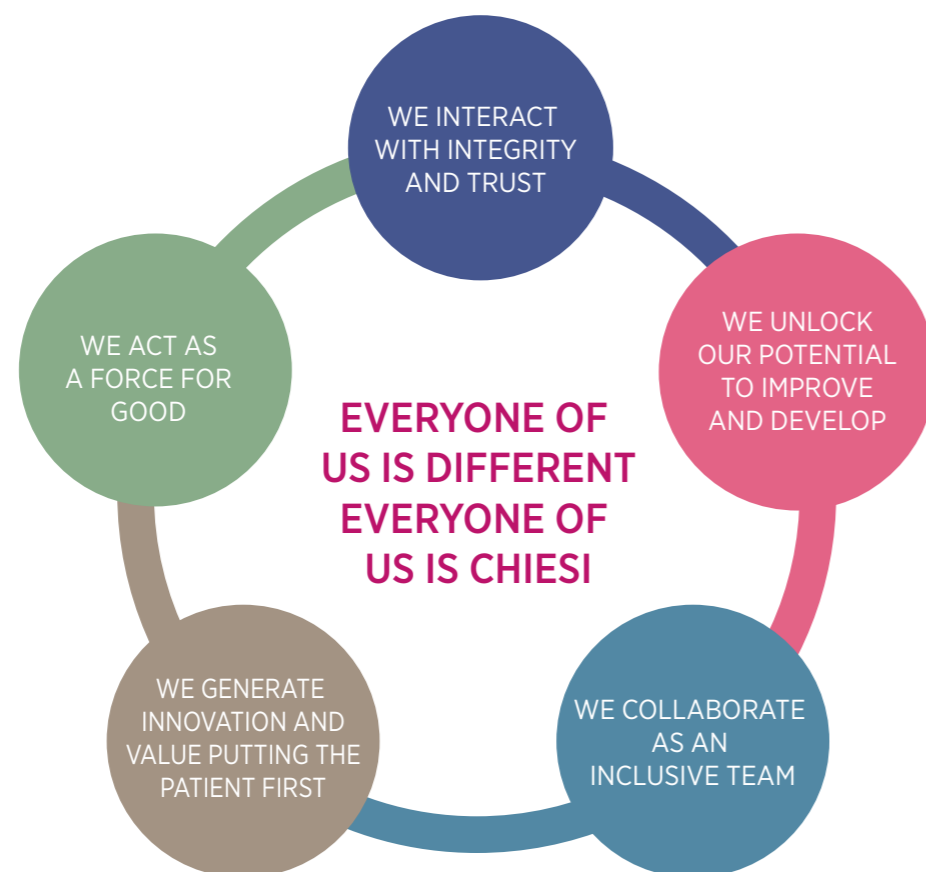 WE INTERACT
WITH INTEGRITY
AND TRUST
WE UNLOCK
OUR POTENTIAL
TO IMPROVE
AND DEVELOP
WE COLLABORATE
AS AN
INCLUSIVE TEAM
WE GENERATE
INNOVATION AND
VALUE PUTTING THE
PATIENT FIRST
WE ACT AS
A FORCE FOR
GOOD
EVERYONE OF
US IS DIFFERENT
EVERYONE OF
US IS CHIESI